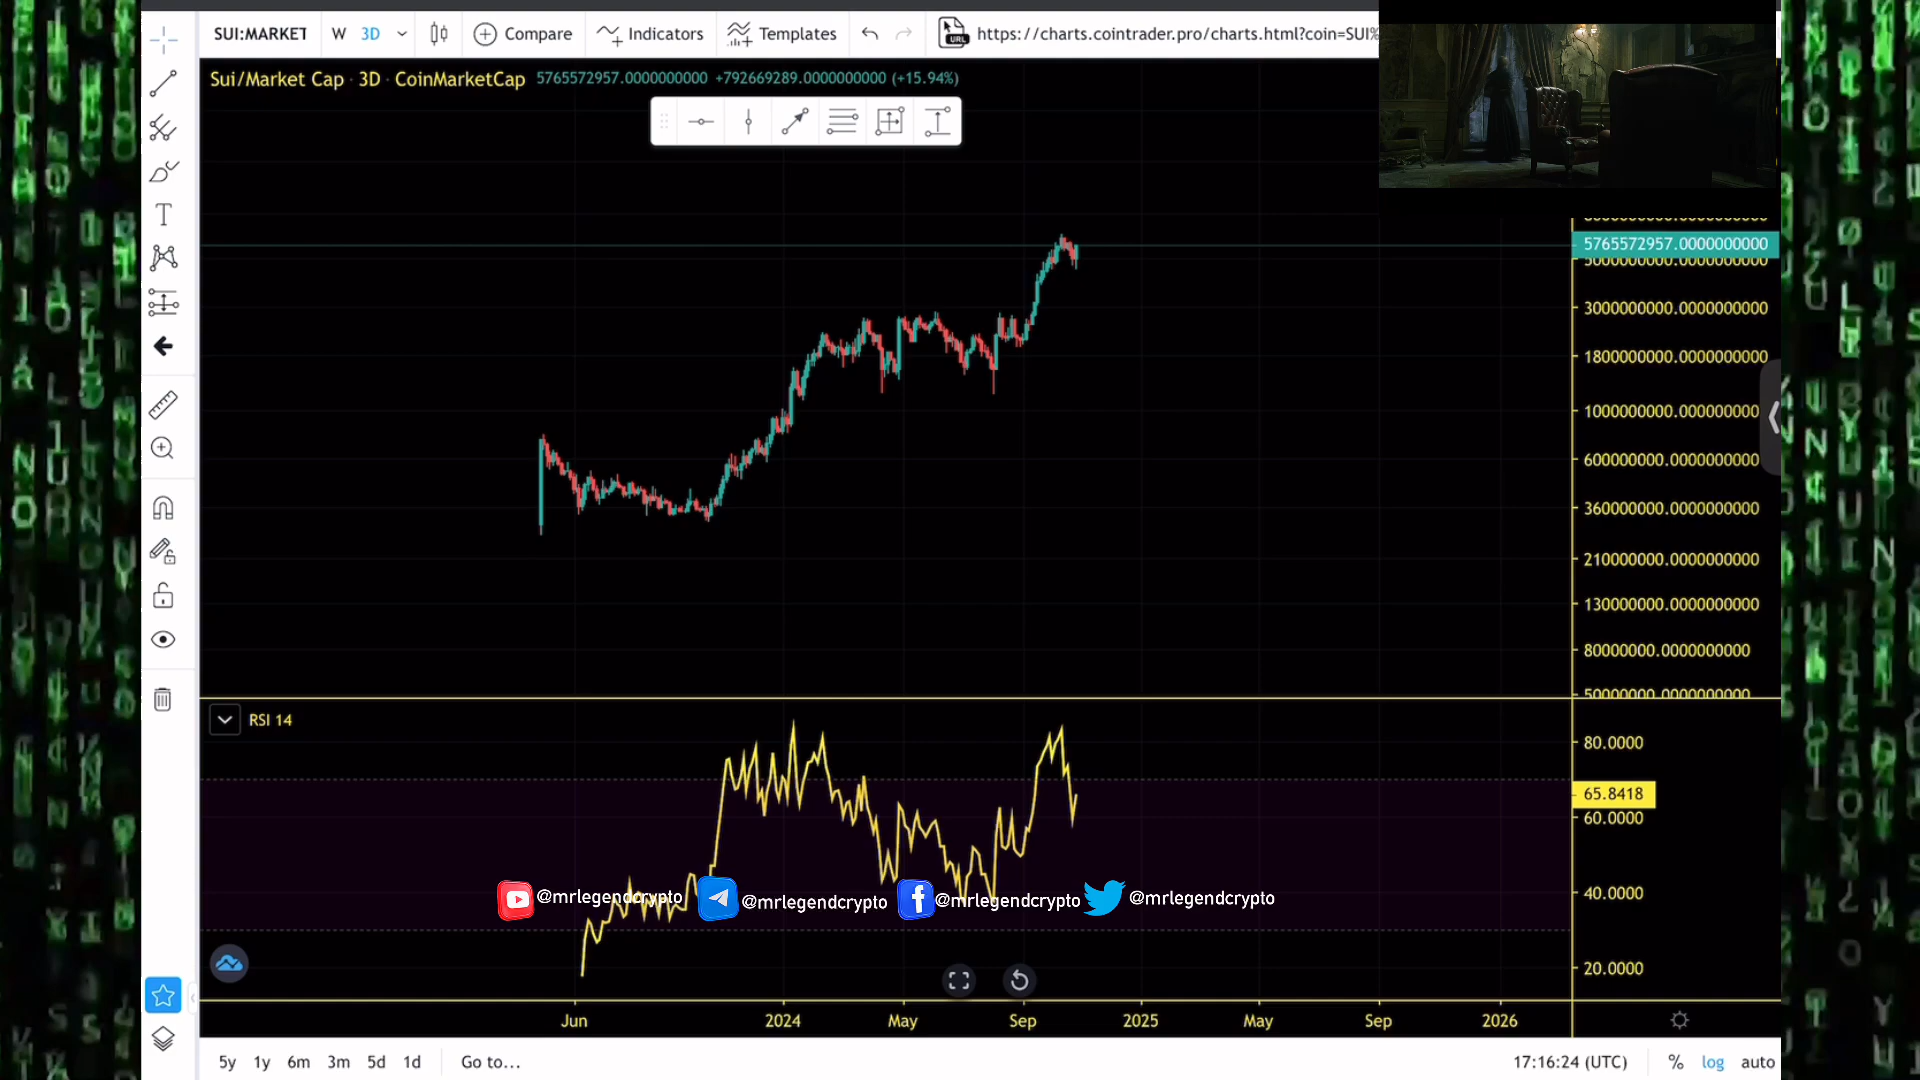 SUI:MARKET W 3D Compare Indicators Templates URL https://charts.cointrader.pro/charts.html?coin=SUI%
Sui/Market Cap · 3D · CoinMarketCap 5765572957.0000000000 +792669289.0000000000 (+15.94%)
5765572957.0000000000
5000000000.0000000000
3000000000.0000000000
1800000000.0000000000
1000000000.0000000000
600000000.0000000000
360000000.0000000000
210000000.0000000000
130000000.0000000000
80000000.0000000000
50000000.0000000000
RSI 14
80.0000
65.8418
60.0000
40.0000
20.0000
@mrlegendcrypto @mrlegendcrypto @mrlegendcrypto @mrlegendcrypto
Jun 2024 May Sep 2025 May Sep 2026
5y 1y 6m 3m 5d 1d Go to... 17:16:24 (UTC) % log auto